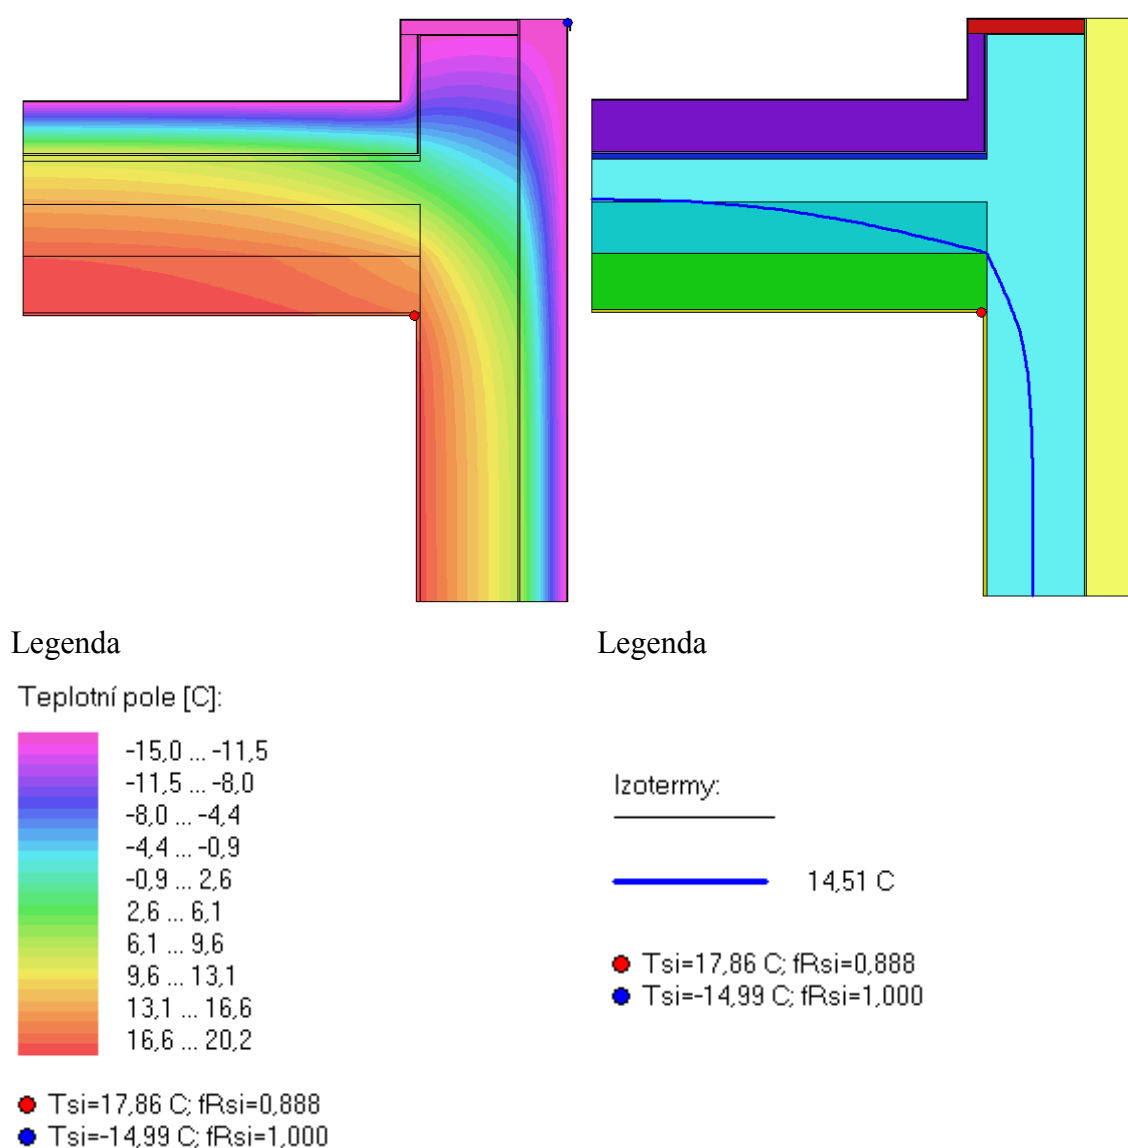 Legenda
Teplotní pole [C]:
-15,0 ... -11,5
-11,5 ... -8,0
-8,0 ... -4,4
-4,4 ... -0,9
-0,9 ... 2,6
2,6 ... 6,1
6,1 ... 9,6
9,6 ... 13,1
13,1 ... 16,6
16,6 ... 20,2
Tsi=17,86 C; fRsi=0,888
Tsi=-14,99 C; fRsi=1,000
Legenda
Izotermy:
14,51 C
Tsi=17,86 C; fRsi=0,888
Tsi=-14,99 C; fRsi=1,000